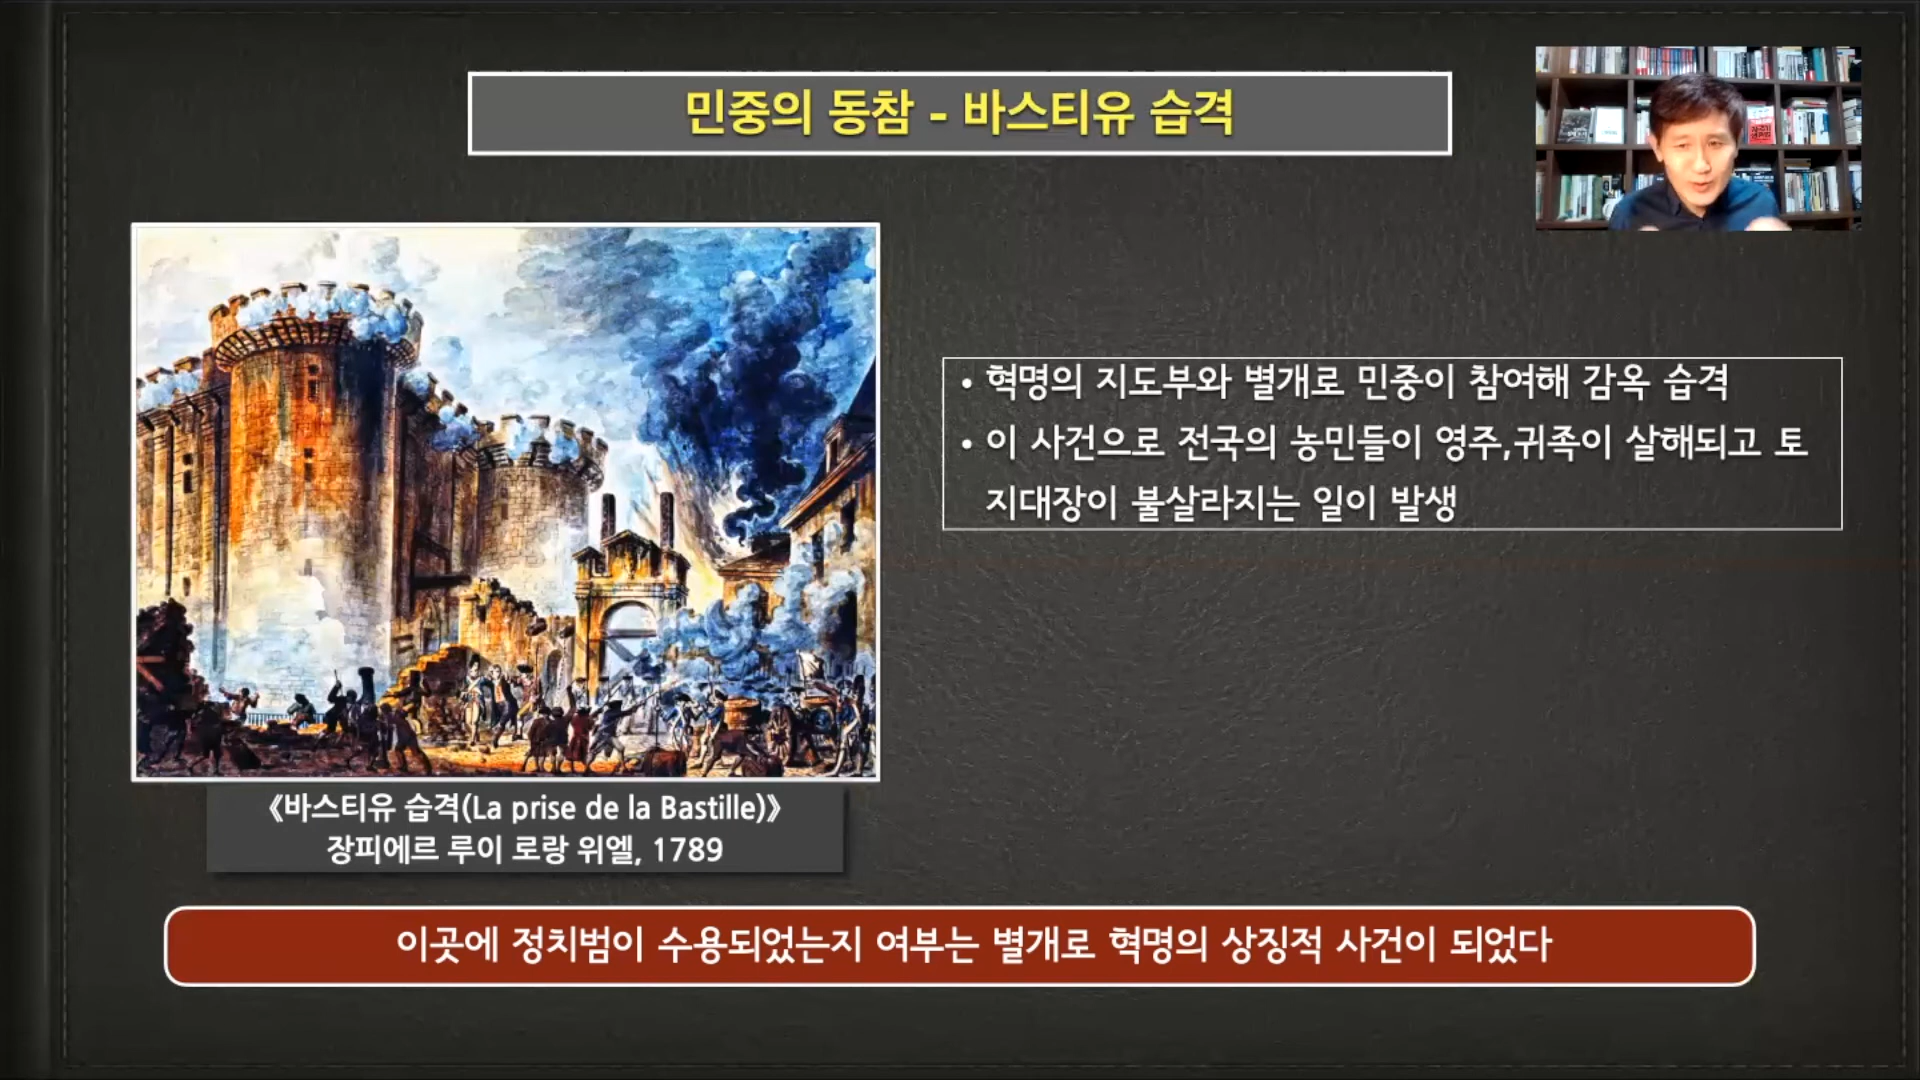 민중의 동참 - 바스티유 습격
• 혁명의 지도부와 별개로 민중이 참여해 감옥 습격
• 이 사건으로 전국의 농민들이 영주,귀족이 살해되고 토
지대장이 불살라지는 일이 발생
《바스티유 습격(La prise de la Bastille)》
장피에르 루이 로랑 위엘, 1789
이곳에 정치범이 수용되었는지 여부는 별개로 혁명의 상징적 사건이 되었다